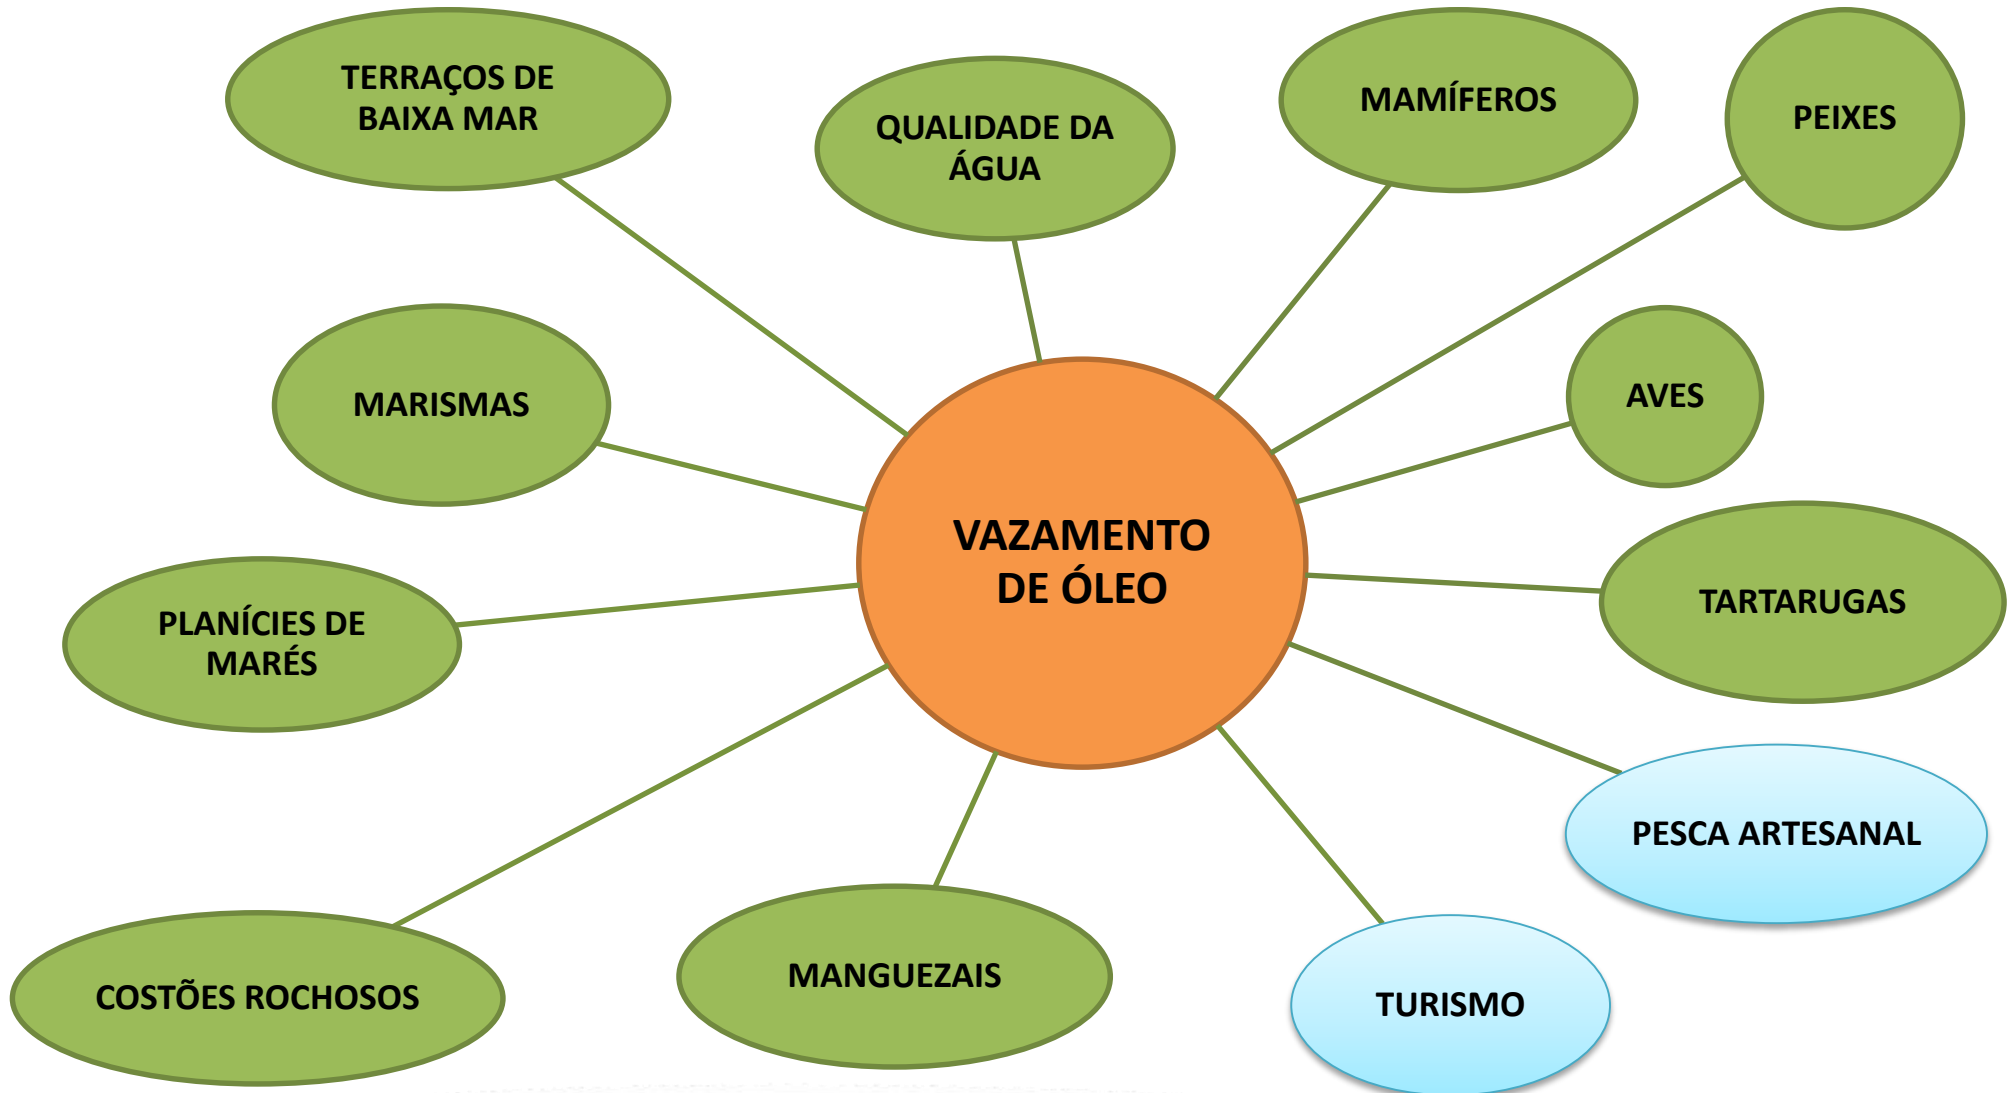 TERRAÇOS DE
BAIXA MAR
QUALIDADE DA
ÁGUA
MAMÍFEROS
PEIXES
MARISMAS
AVES
VAZAMENTO
DE ÓLEO
PLANÍCIES DE
MARÉS
TARTARUGAS
PESCA ARTESANAL
COSTÕES ROCHOSOS
MANGUEZAIS
TURISMO